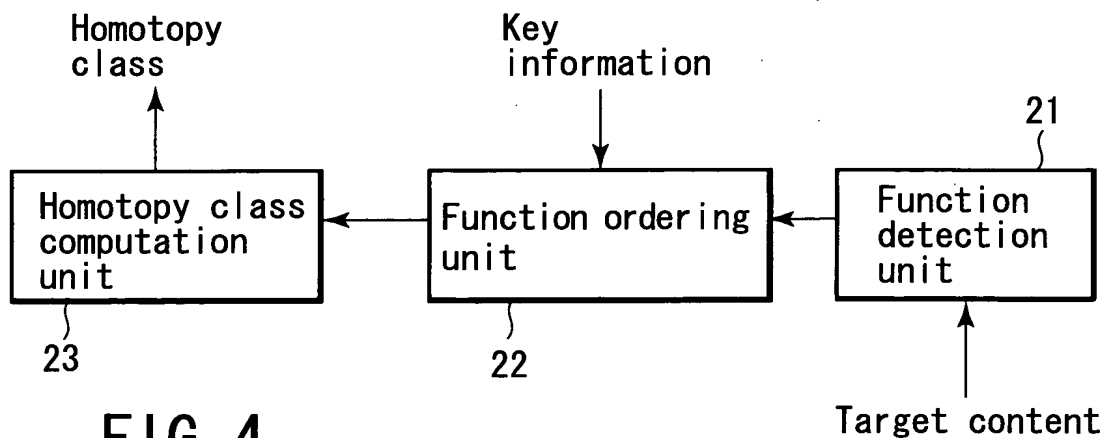 Homotopy
class
Key
information
21
Homotopy class
computation
unit
Function ordering
unit
Function
detection
unit
23
22
Target content
FIG. 4